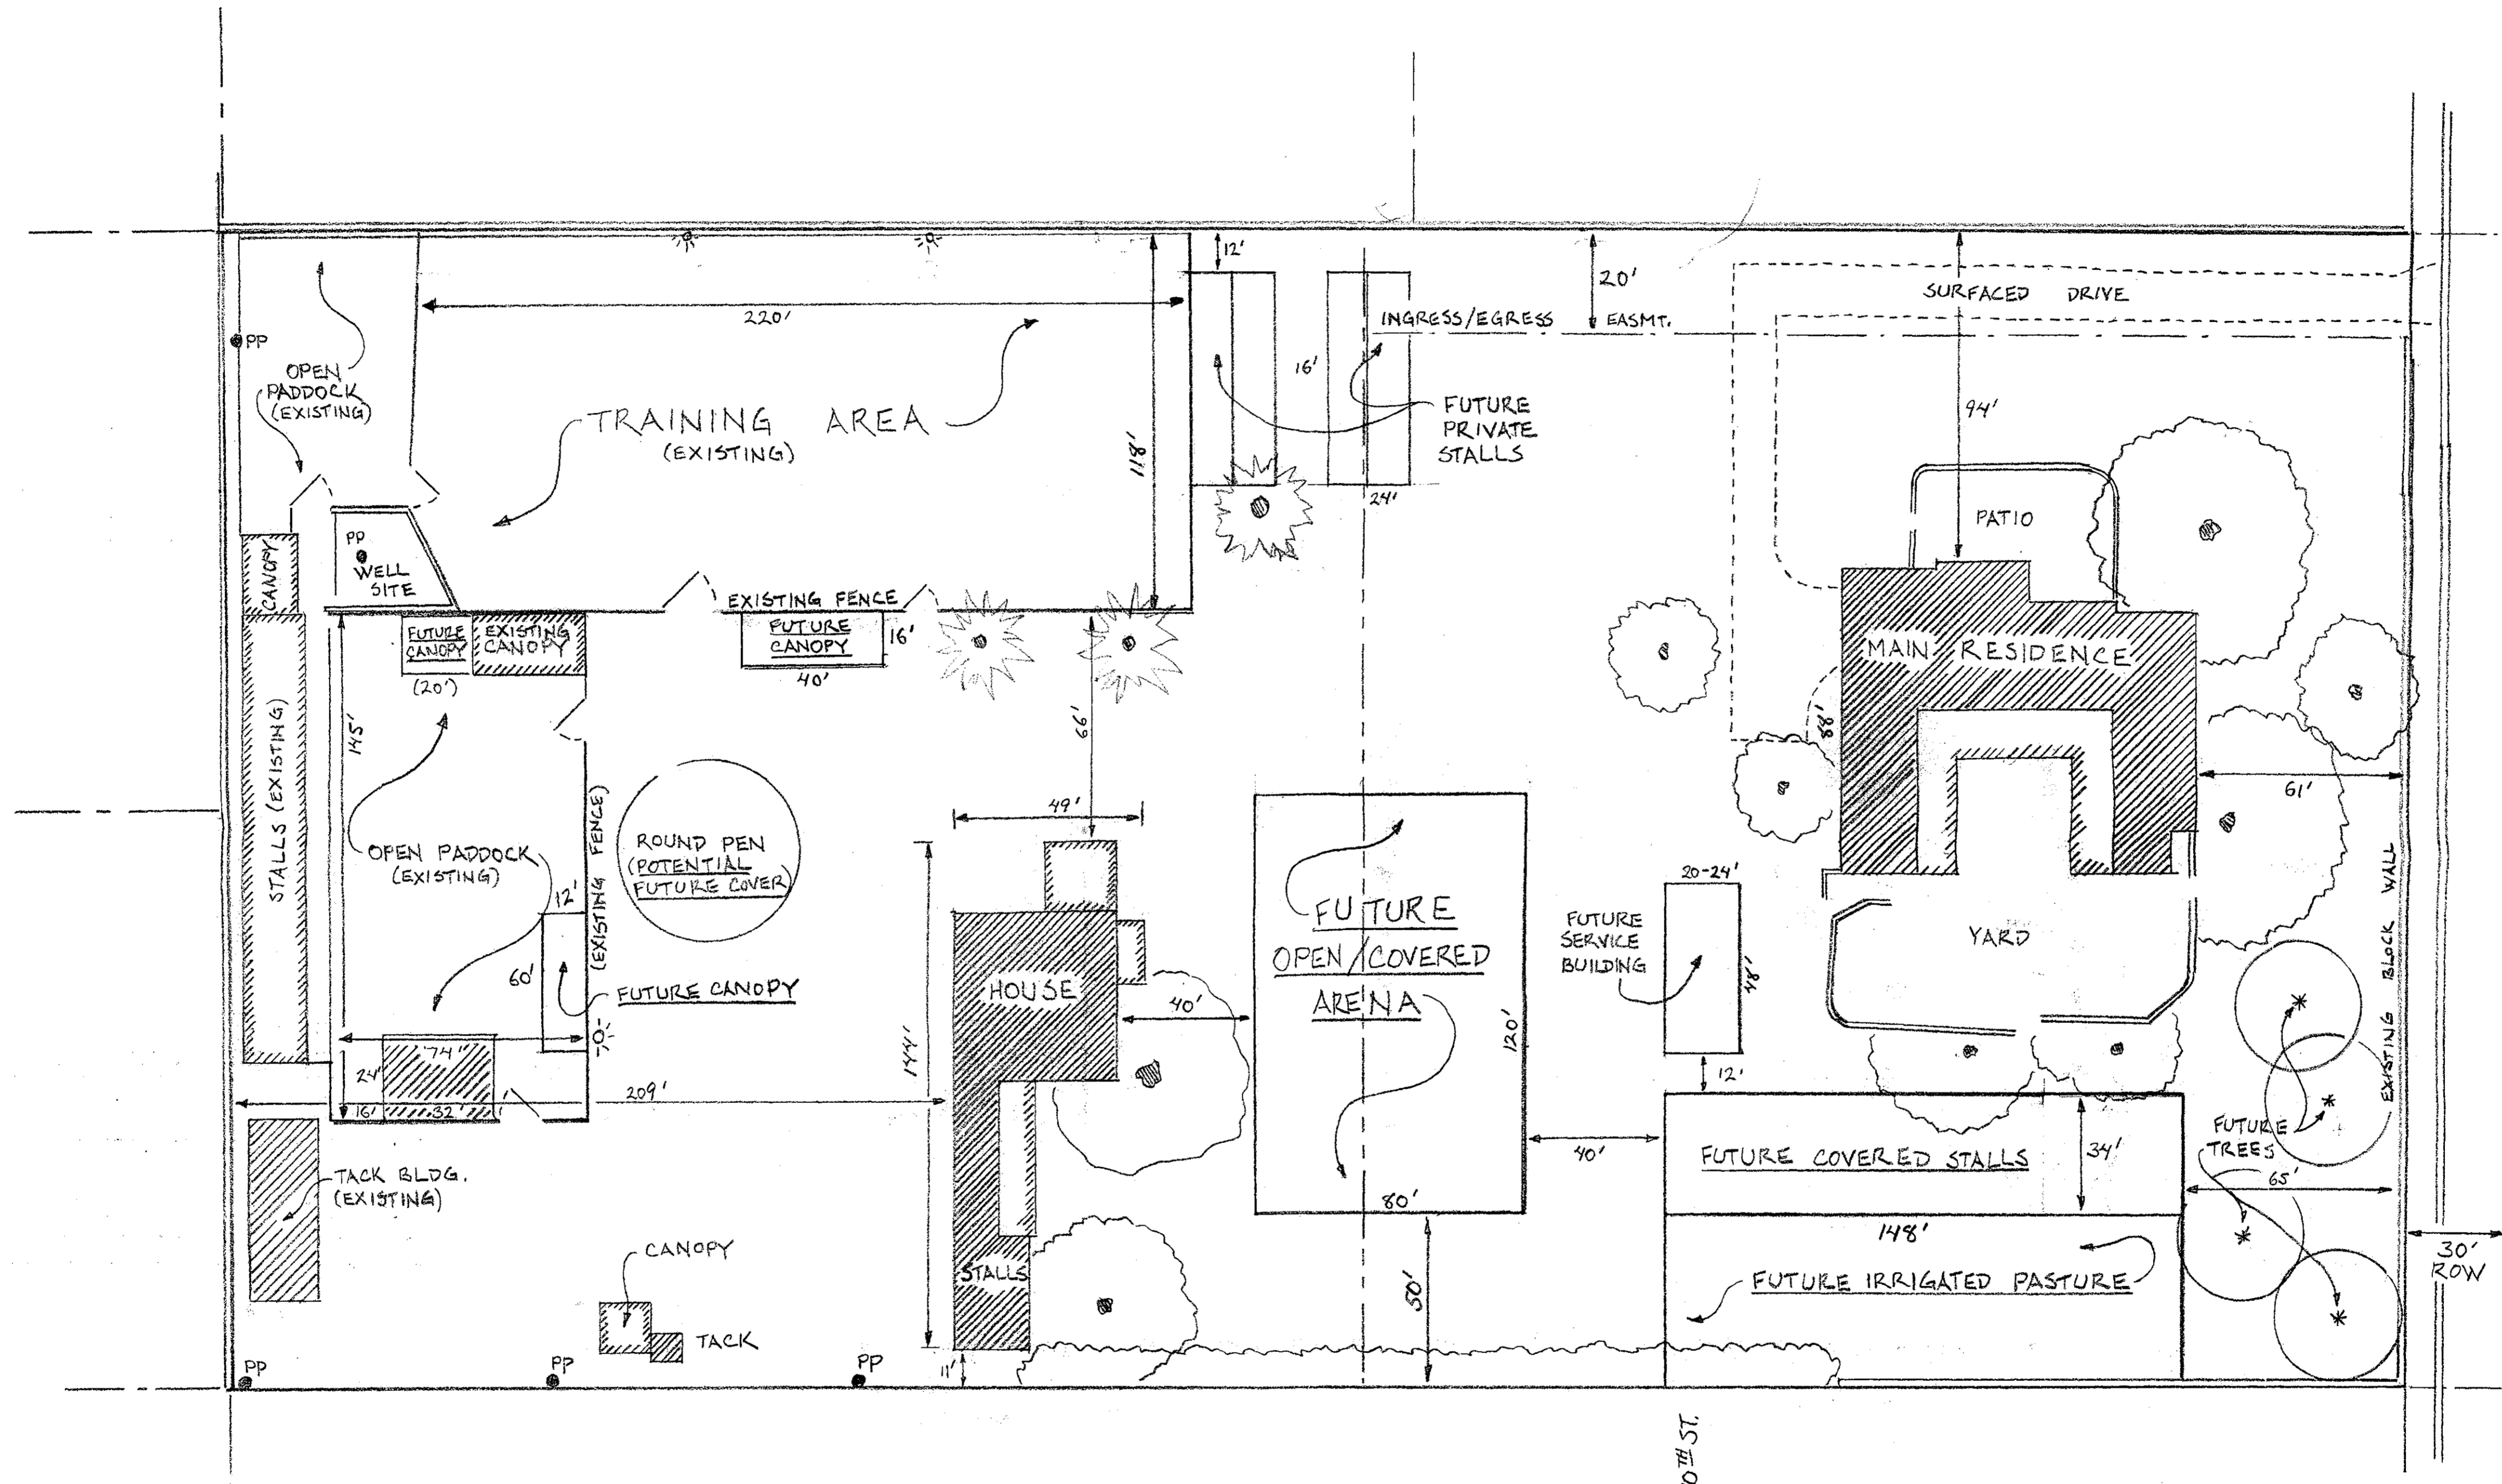 12'
20'
SURFACED DRIVE
220'
INGRESS/EGRESS EASMT.
PP
OPEN
PADDOCK
(EXISTING)
TRAINING AREA
(EXISTING)
118'
16'
FUTURE
PRIVATE
STALLS
24'
94'
PATIO
PP
WELL
SITE
CANOPY
EXISTING FENCE
FUTURE
CANOPY
(20')
EXISTING
CANOPY
FUTURE
CANOPY
16'
40'
66'
MAIN RESIDENCE
88'
61'
STALLS (EXISTING)
145'
(EXISTING FENCE)
ROUND PEN
(POTENTIAL
FUTURE COVER)
49'
OPEN PADDOCK
(EXISTING)
12'
60'
FUTURE CANOPY
HOUSE
144'
40'
FUTURE
OPEN/COVERED
ARENA
120'
80'
20-24'
FUTURE
SERVICE
BUILDING
48'
12'
YARD
EXISTING BLOCK WALL
74"
24'
16'
32'
209'
TACK BLDG.
(EXISTING)
CANOPY
TACK
STALLS
11'
50'
40'
FUTURE COVERED STALLS
34'
148'
FUTURE IRRIGATED PASTURE
FUTURE
TREES
65'
30'
ROW
PP
PP
PP
0TH ST.